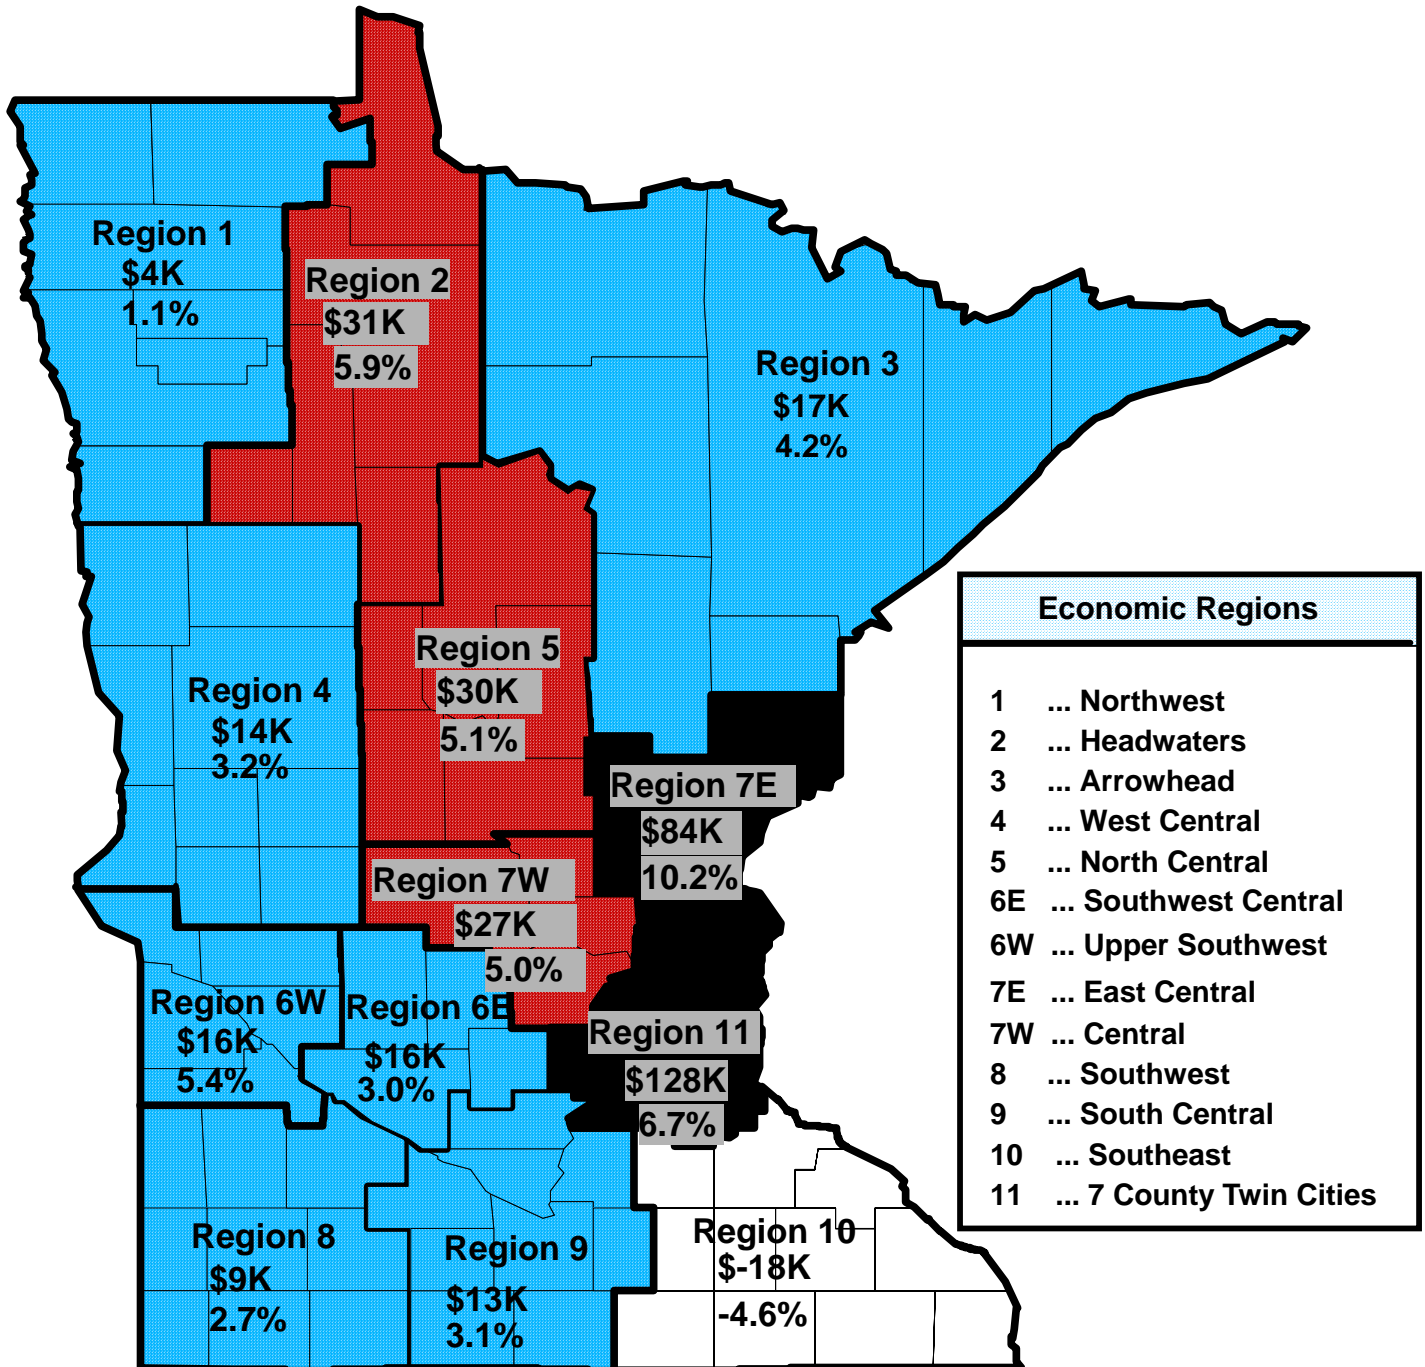 Region 1
$4K
1.1%
Region 2
$31K
5.9%
Region 3
$17K
4.2%
Region 4
$14K
3.2%
Region 5
$30K
5.1%
Region 7E
$84K
10.2%
Region 7W
$27K
5.0%
Region 6W
$16K
5.4%
Region 6E
$16K
3.0%
Region 11
$128K
6.7%
Region 8
$9K
2.7%
Region 9
$13K
3.1%
Region 10
$-18K
-4.6%
Economic Regions
1 ... Northwest
2 ... Headwaters
3 ... Arrowhead
4 ... West Central
5 ... North Central
6E ... Southwest Central
6W ... Upper Southwest
7E ... East Central
7W ... Central
8 ... Southwest
9 ... South Central
10 ... Southeast
11 ... 7 County Twin Cities